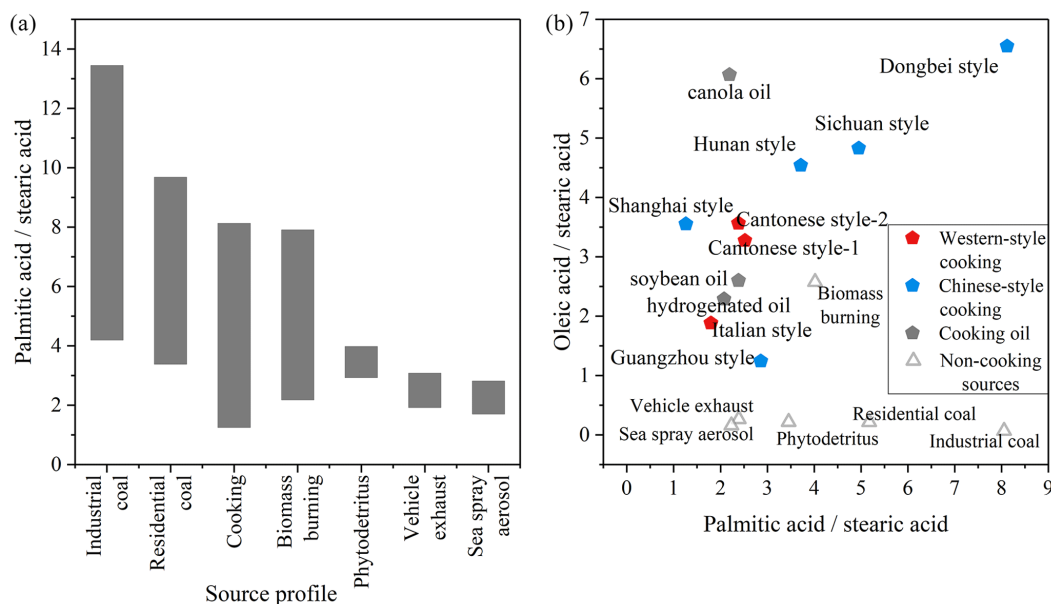 (a)
Palmitic acid / stearic acid
14
12
10
8
6
4
2
0
Industrial
coal
Residential
coal
Cooking
Biomass
burning
Phytodetritus
Vehicle
exhaust
Sea spray
aerosol
Source profile
(b)
Oleic acid / stearic acid
7
6
5
4
3
2
1
0
Dongbei style
canola oil
Sichuan style
Hunan style
Shanghai style
Cantonese style-2
Cantonese style-1
soybean oil
hydrogenated oil
Biomass
burning
Italian style
Guangzhou style
Vehicle exhaust
Sea spray aerosol
Phytodetritus
Residential coal
Industrial coal
Western-style
cooking
Chinese-style
cooking
Cooking oil
Non-cooking
sources
0 1 2 3 4 5 6 7 8 9
Palmitic acid / stearic acid